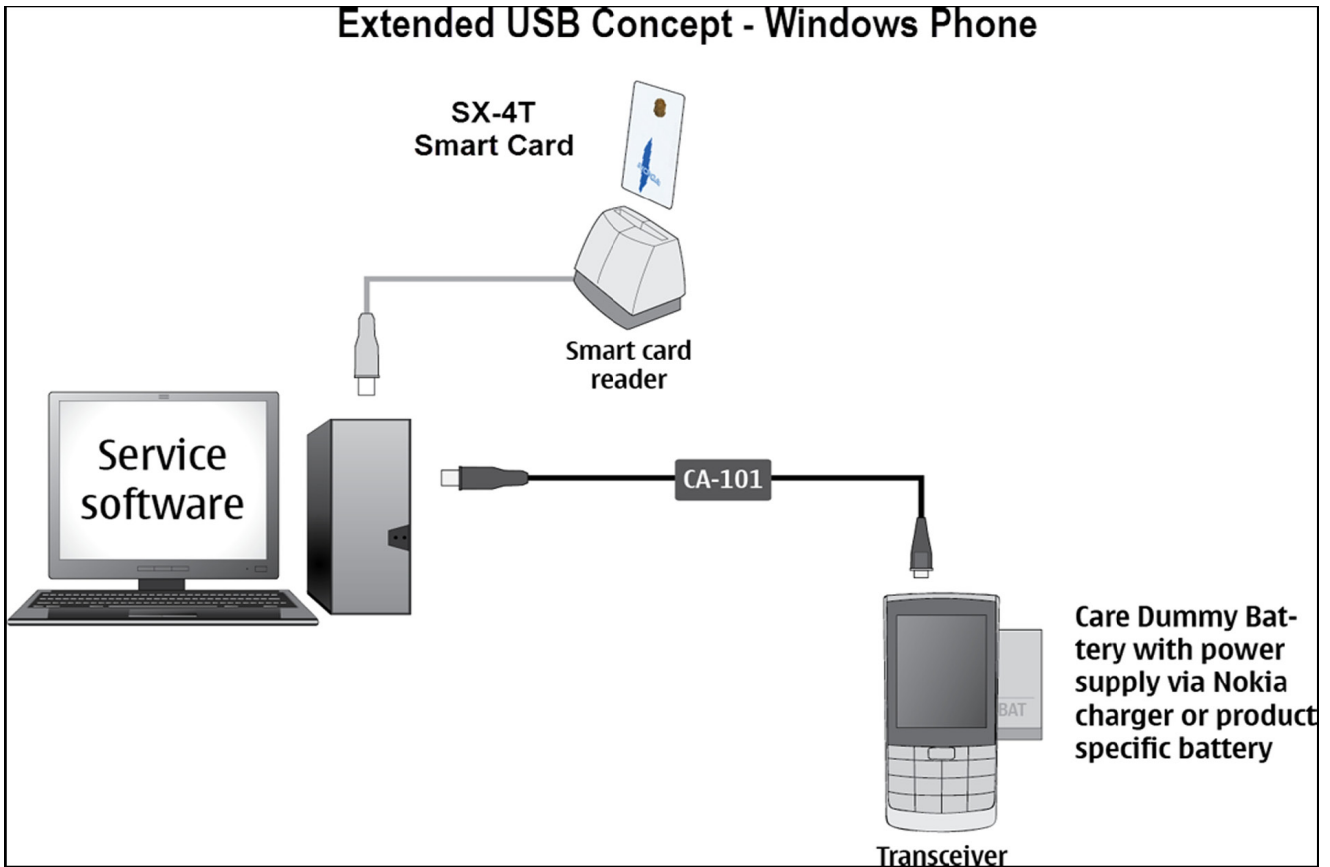 Extended USB Concept - Windows Phone
SX-4T
Smart Card
Smart card
reader
Service
software
CA-101
BAT
Care Dummy Bat-
tery with power
supply via Nokia
charger or product
specific battery
Transceiver